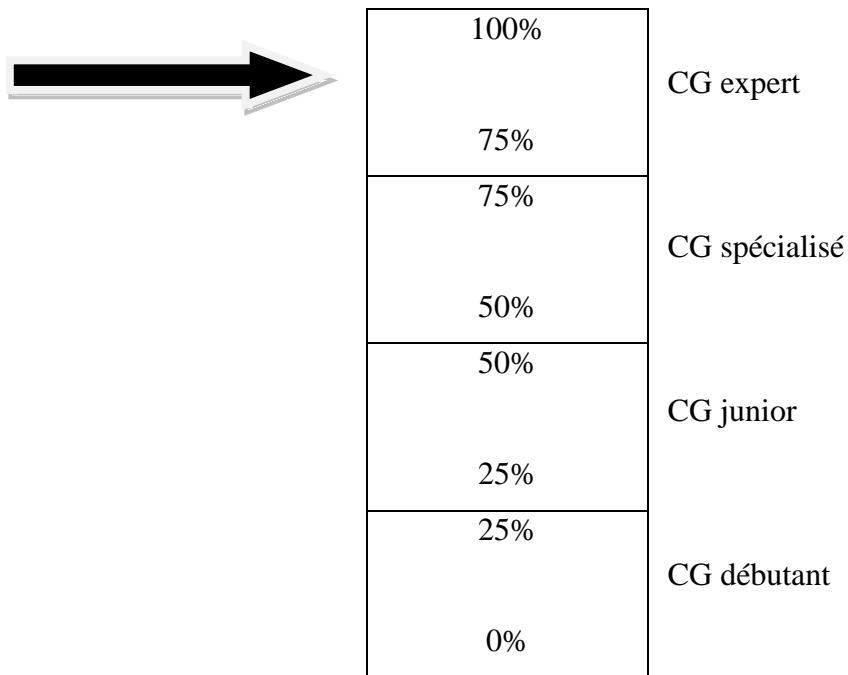 100%
CG expert
75%
75%
CG spécialisé
50%
50%
CG junior
25%
25%
CG débutant
0%